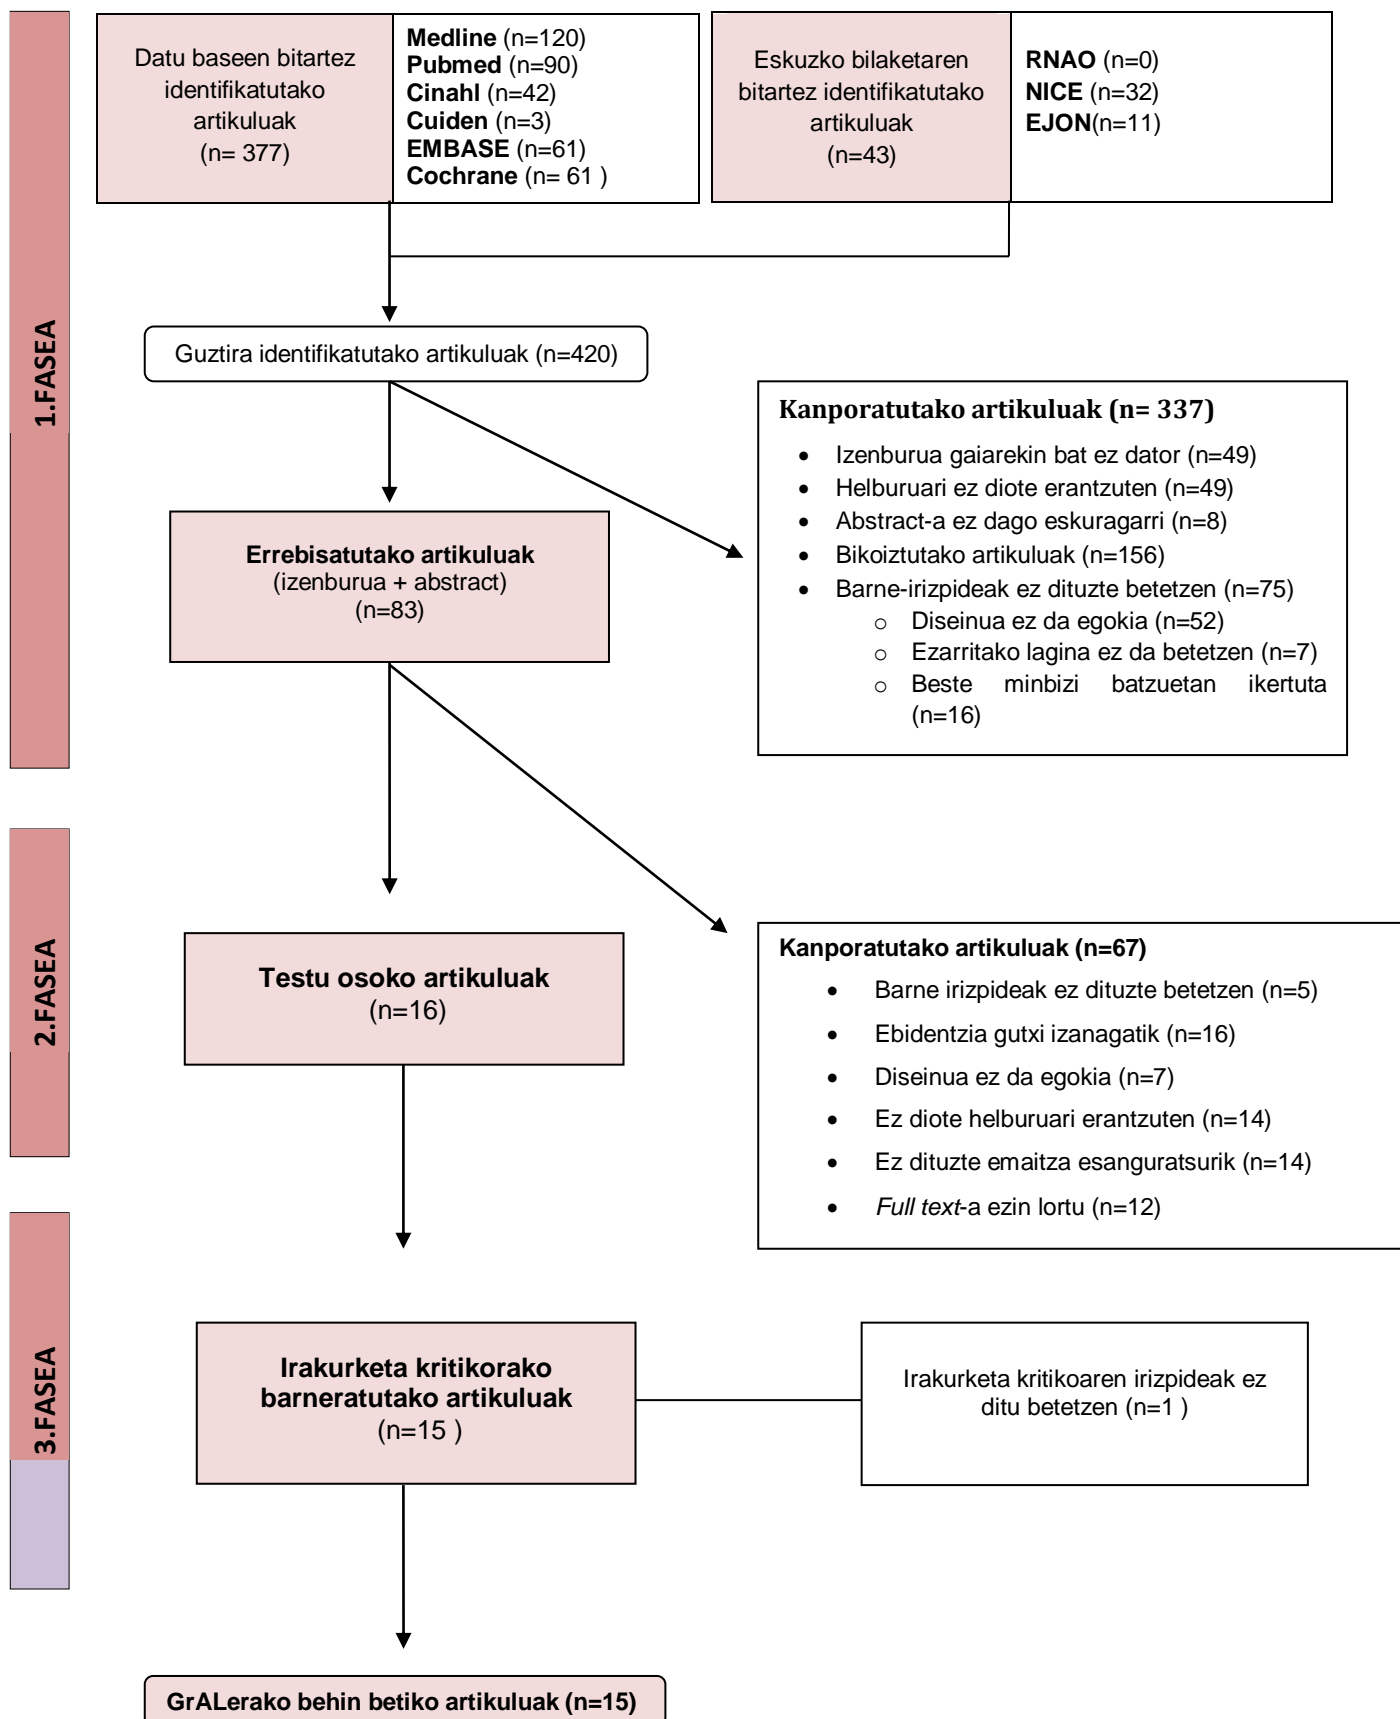 1.FASEA
Datu baseen bitartez
identifikatutako
artikuluak
(n= 377)
Medline (n=120)
Pubmed (n=90)
Cinahl (n=42)
Cuiden (n=3)
EMBASE (n=61)
Cochrane (n= 61 )
Eskuzko bilaketaren
bitartez identifikatutako
artikuluak
(n=43)
RNAO (n=0)
NICE (n=32)
EJON(n=11)
Guztira identifikatutako artikuluak (n=420)
Kanporatutako artikuluak (n= 337)
• Izenburua gaiarekin bat ez dator (n=49)
• Helburuari ez diote erantzuten (n=49)
• Abstract-a ez dago eskuragarri (n=8)
• Bikoiztutako artikuluak (n=156)
• Barne-irizpideak ez dituzte betetzen (n=75)
o Diseinua ez da egokia (n=52)
o Ezarritako lagina ez da betetzen (n=7)
o Beste minbizi batzuetan ikertuta
(n=16)
Errebisatutako artikuluak
(izenburua + abstract)
(n=83)
2.FASEA
Testu osoko artikuluak
(n=16)
Kanporatutako artikuluak (n=67)
• Barne irizpideak ez dituzte betetzen (n=5)
• Ebidentzia gutxi izanagatik (n=16)
• Diseinua ez da egokia (n=7)
• Ez diote helburuari erantzuten (n=14)
• Ez dituzte emaitza esanguratsurik (n=14)
• Full text-a ezin lortu (n=12)
3.FASEA
Irakurketa kritikorako
barneratutako artikuluak
(n=15 )
Irakurketa kritikoaren irizpideak ez
ditu betetzen (n=1 )
GrALerako behin betiko artikuluak (n=15)